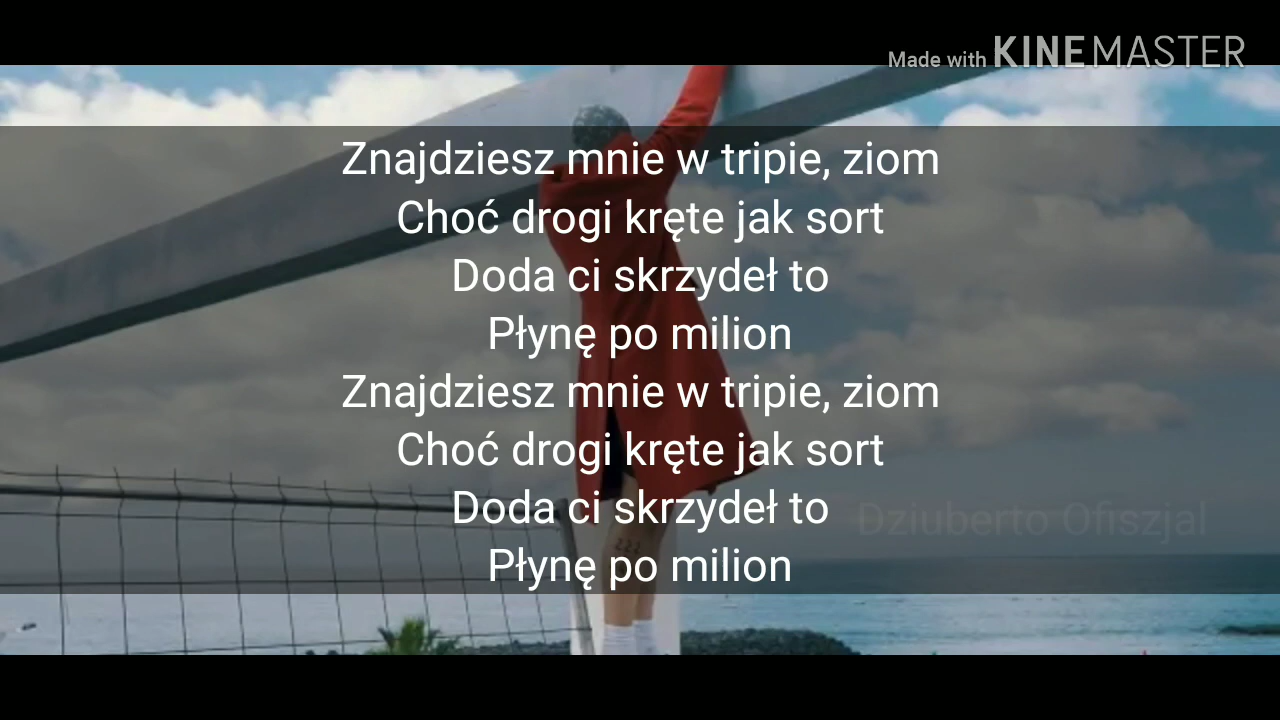 Made with KINEMASTER
Znajdziesz mnie w tripie, ziom
Choć drogi kręte jak sort
Doda ci skrzydeł to
Płynę po milion
Znajdziesz mnie w tripie, ziom
Choć drogi kręte jak sort
Doda ci skrzydeł to
Dziuberto Ofiszjal
Płynę po milion